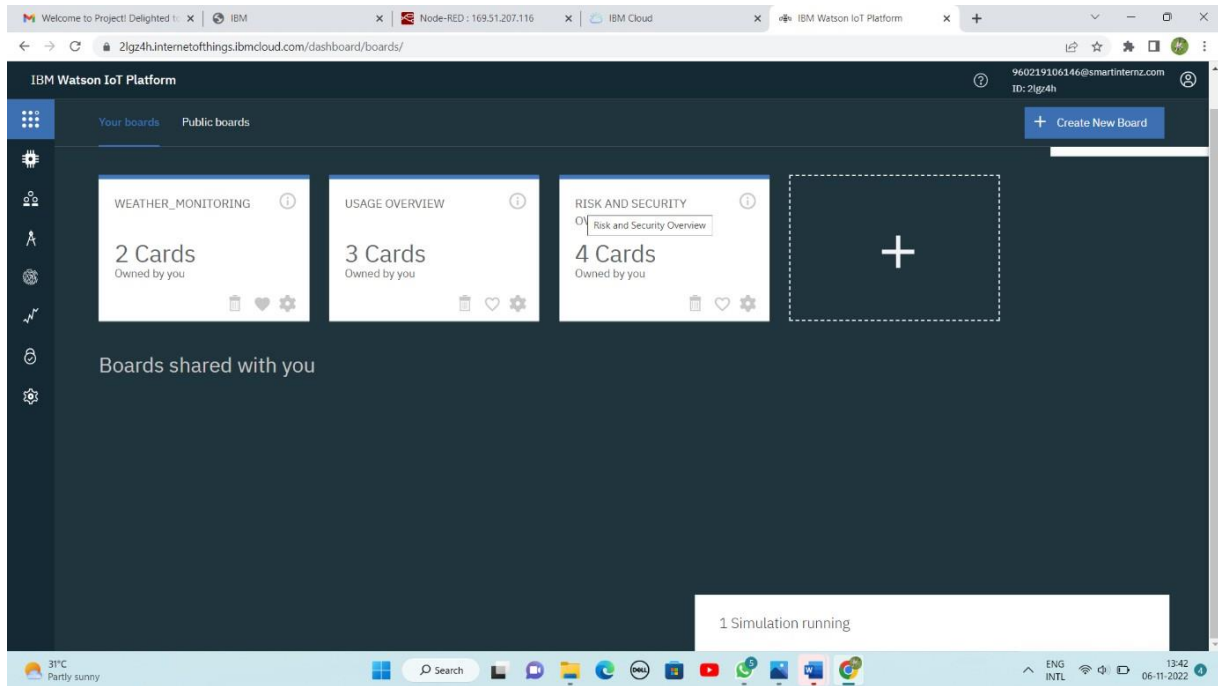 Welcome to Project! Delighted to
IBM
Node-RED : 169.51.207.116
IBM Cloud
IBM Watson IoT Platform
2lgz4h.internetofthings.ibmcloud.com/dashboard/boards/
IBM Watson IoT Platform
960219106146@smartinternz.com
ID: 2lgz4h
Your boards
Public boards
+ Create New Board
WEATHER_MONITORING
2 Cards
Owned by you
USAGE OVERVIEW
3 Cards
Owned by you
RISK AND SECURITY
Risk and Security Overview
4 Cards
Owned by you
Boards shared with you
1 Simulation running
31°C
Partly sunny
Search
DELL
ENG
INTL
13:42
06-11-2022
4